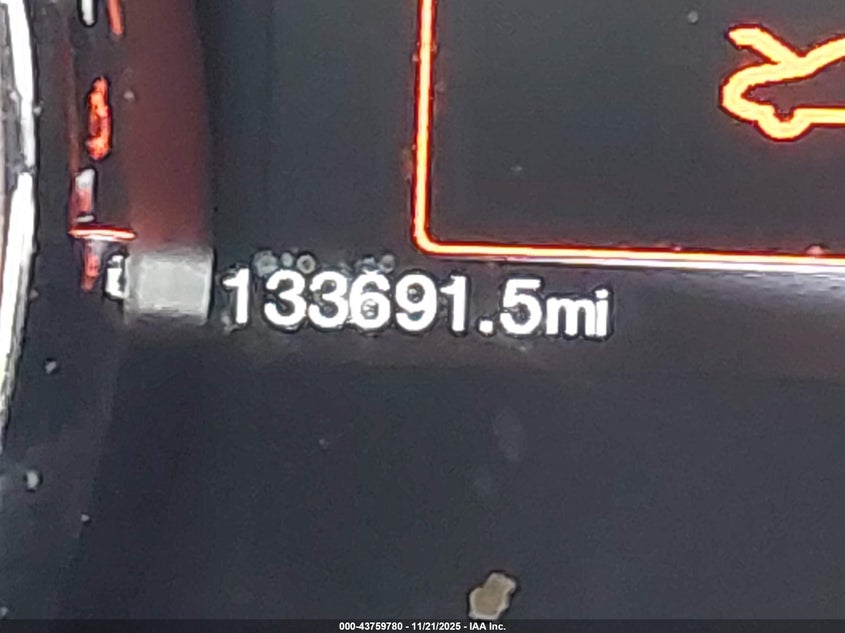 133691.5mi
000-43759780 - 11/21/2025 - IAA Inc.